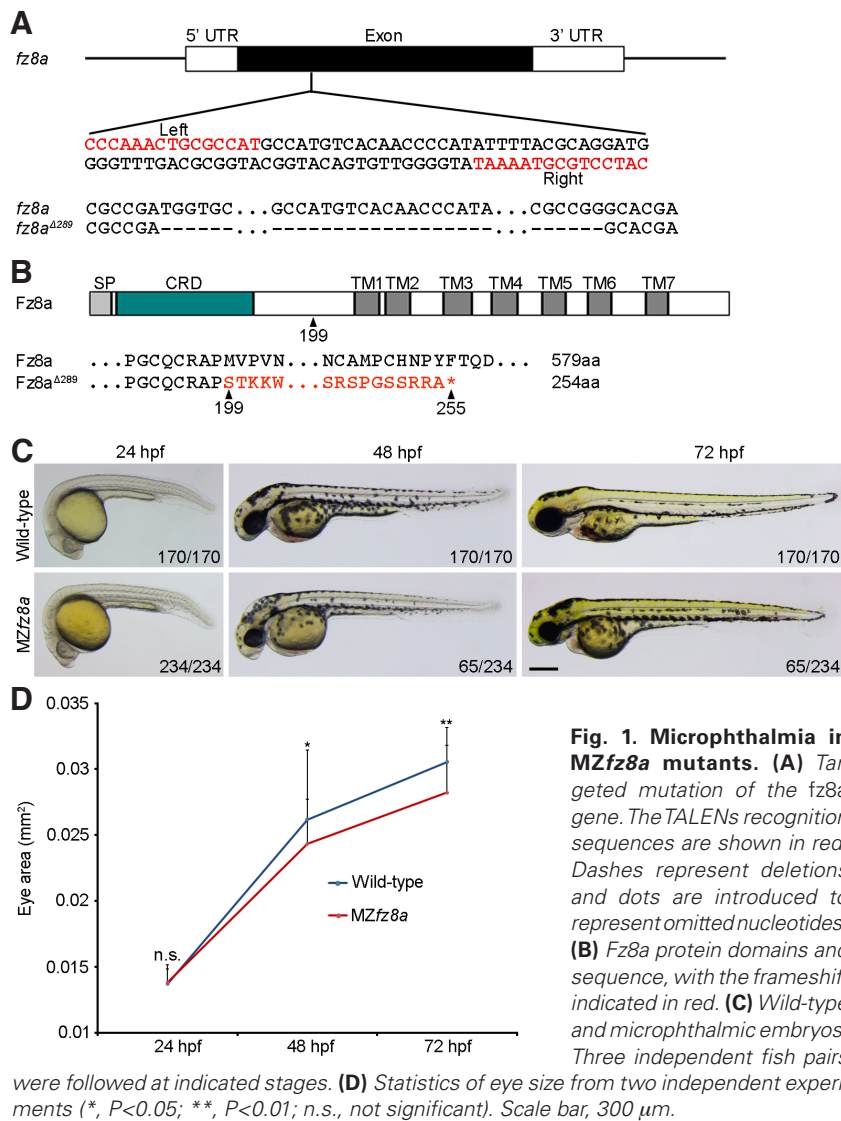 A
5' UTR Exon 3' UTR
fz8a
Left
CCCAAACTGCGCCATGCCATGTCACAACCCCATATTTTACGCAGGATG
GGGTTTGACGCGGTACGGTACAGTGTTGGGGTATAAAATGCGTCCTAC
Right
fz8a CGCCGATGGTGC...GCCATGTCACAACCCATA...CGCCGGGCACGA
fz8aΔ289 CGCCGA------...------------------...------GCACGA
B
SP CRD TM1 TM2 TM3 TM4 TM5 TM6 TM7
Fz8a
199
Fz8a ...PGCQCRAPMVPVN...NCAMPCHNPYFTQD... 579aa
Fz8aΔ289 ...PGCQCRAPSTKKW...SRSPGSSRRA* 254aa
199 255
C
24 hpf 48 hpf 72 hpf
Wild-type
170/170 170/170 170/170
MZfz8a
234/234 65/234 65/234
D
0.035
0.03
0.025
0.02
0.015
0.01
Eye area (mm²)
n.s.
*
**
Wild-type
MZfz8a
24 hpf 48 hpf 72 hpf
Fig. 1. Microphthalmia in
MZfz8a mutants. (A) Tar
geted mutation of the fz8a
gene. The TALENs recognition
sequences are shown in red
Dashes represent deletions
and dots are introduced to
represent omitted nucleotides
(B) Fz8a protein domains and
sequence, with the frameshif
indicated in red. (C) Wild-type
and microphthalmic embryos
Three independent fish pairs
were followed at indicated stages. (D) Statistics of eye size from two independent experi
ments (*, P<0.05; **, P<0.01; n.s., not significant). Scale bar, 300 μm.